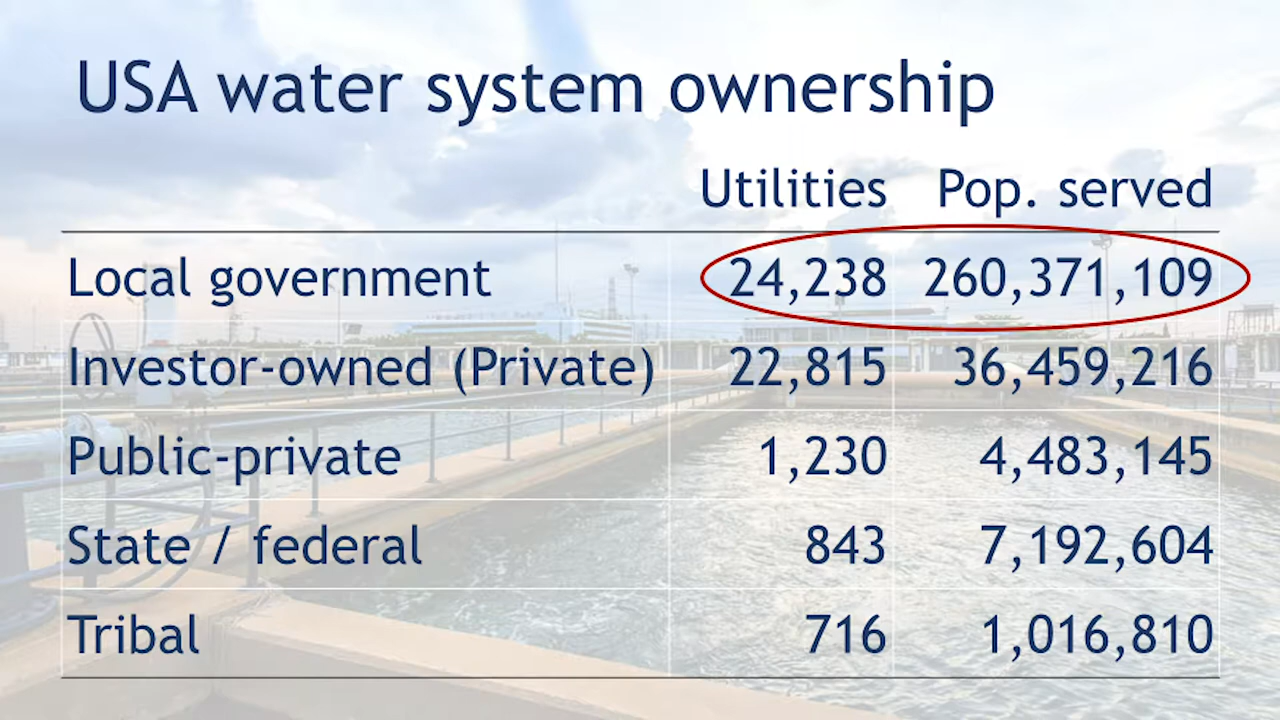 USA water system ownership
Utilities Pop. served
Local government 24,238 260,371,109
Investor-owned (Private) 22,815 36,459,216
Public-private 1,230 4,483,145
State / federal 843 7,192,604
Tribal 716 1,016,810